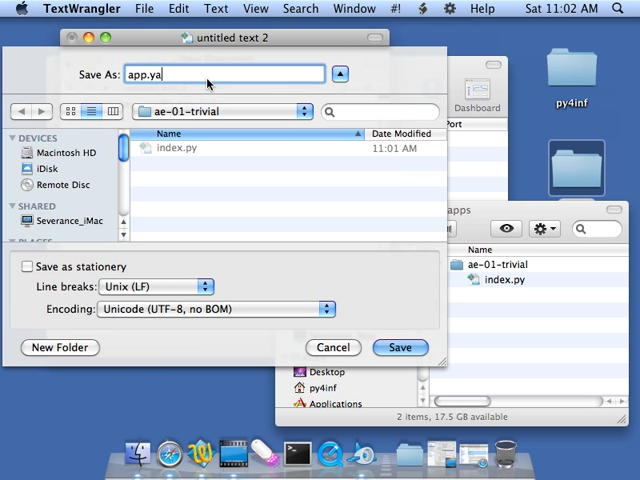 TextWrangler File Edit Text View Search Window #! Help Sat 11:02 AM
untitled text 2
Save As: app.ya
ae-01-trivial
Dashboard
py4inf
DEVICES
Macintosh HD
iDisk
Remote Disc
SHARED
Severance_iMac
Name Date Modified
index.py 11:01 AM
Port
apps
Name
ae-01-trivial
index.py
Save as stationery
Line breaks: Unix (LF)
Encoding: Unicode (UTF-8, no BOM)
New Folder Cancel Save
Desktop
py4inf
Applications
2 items, 17.5 GB available